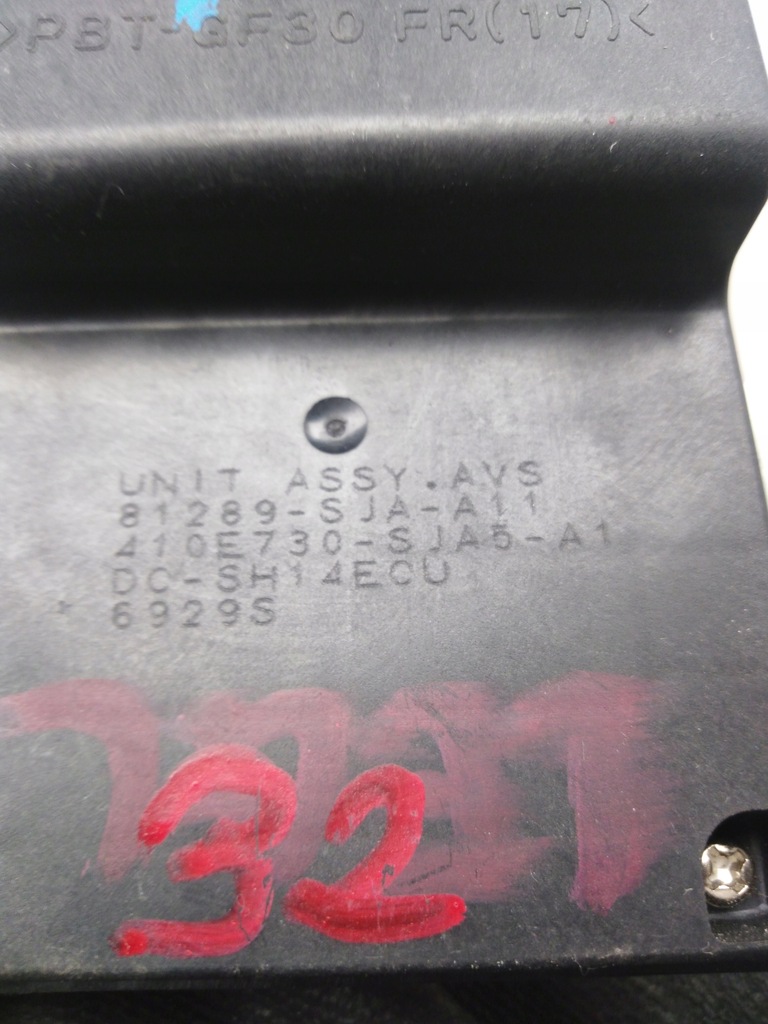 >PBT-GF30 FR(17)<
UNIT ASSY.AVS
81289-SJA-A11
410E730-SJA5-A1
DC-SH14ECU
6929S
32